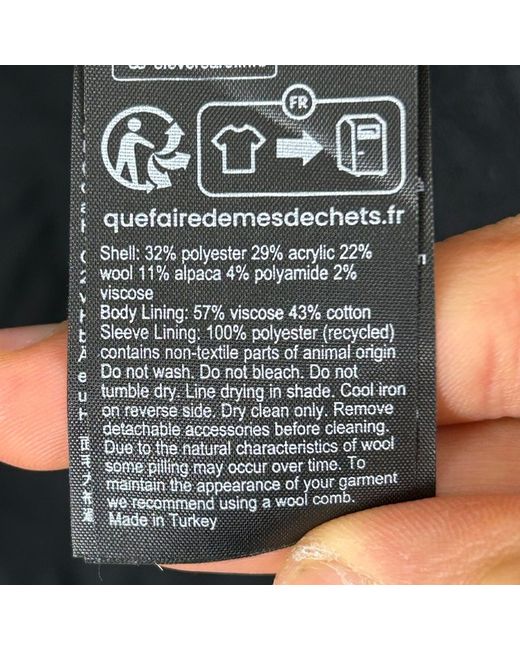 FR
quefairedemesdechets.fr
Shell: 32% polyester 29% acrylic 22%
wool 11% alpaca 4% polyamide 2%
viscose
Body Lining: 57% viscose 43% cotton
Sleeve Lining: 100% polyester (recycled)
contains non-textile parts of animal origin
Do not wash. Do not bleach. Do not
tumble dry. Line drying in shade. Cool iron
on reverse side. Dry clean only. Remove
detachable accessories before cleaning.
Due to the natural characteristics of wool
some pilling may occur over time. To
maintain the appearance of your garment
we recommend using a wool comb.
Made in Turkey